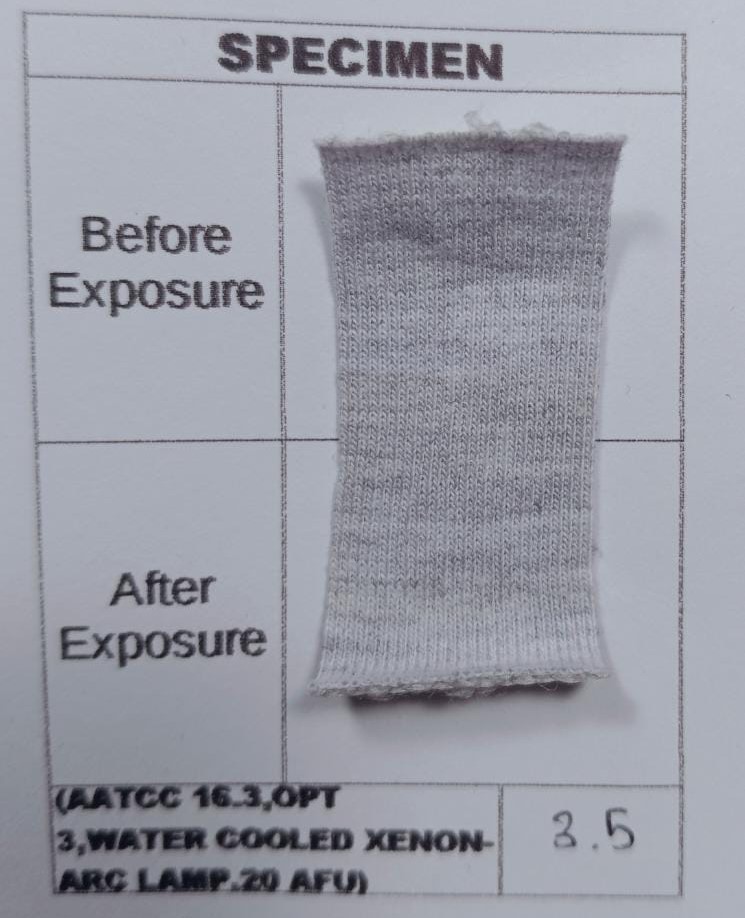 SPECIMEN
Before
Exposure
After
Exposure
(AATCC 16.3,OPT
3,WATER COOLED XENON-
ARC LAMP.20 AFU)
3.5